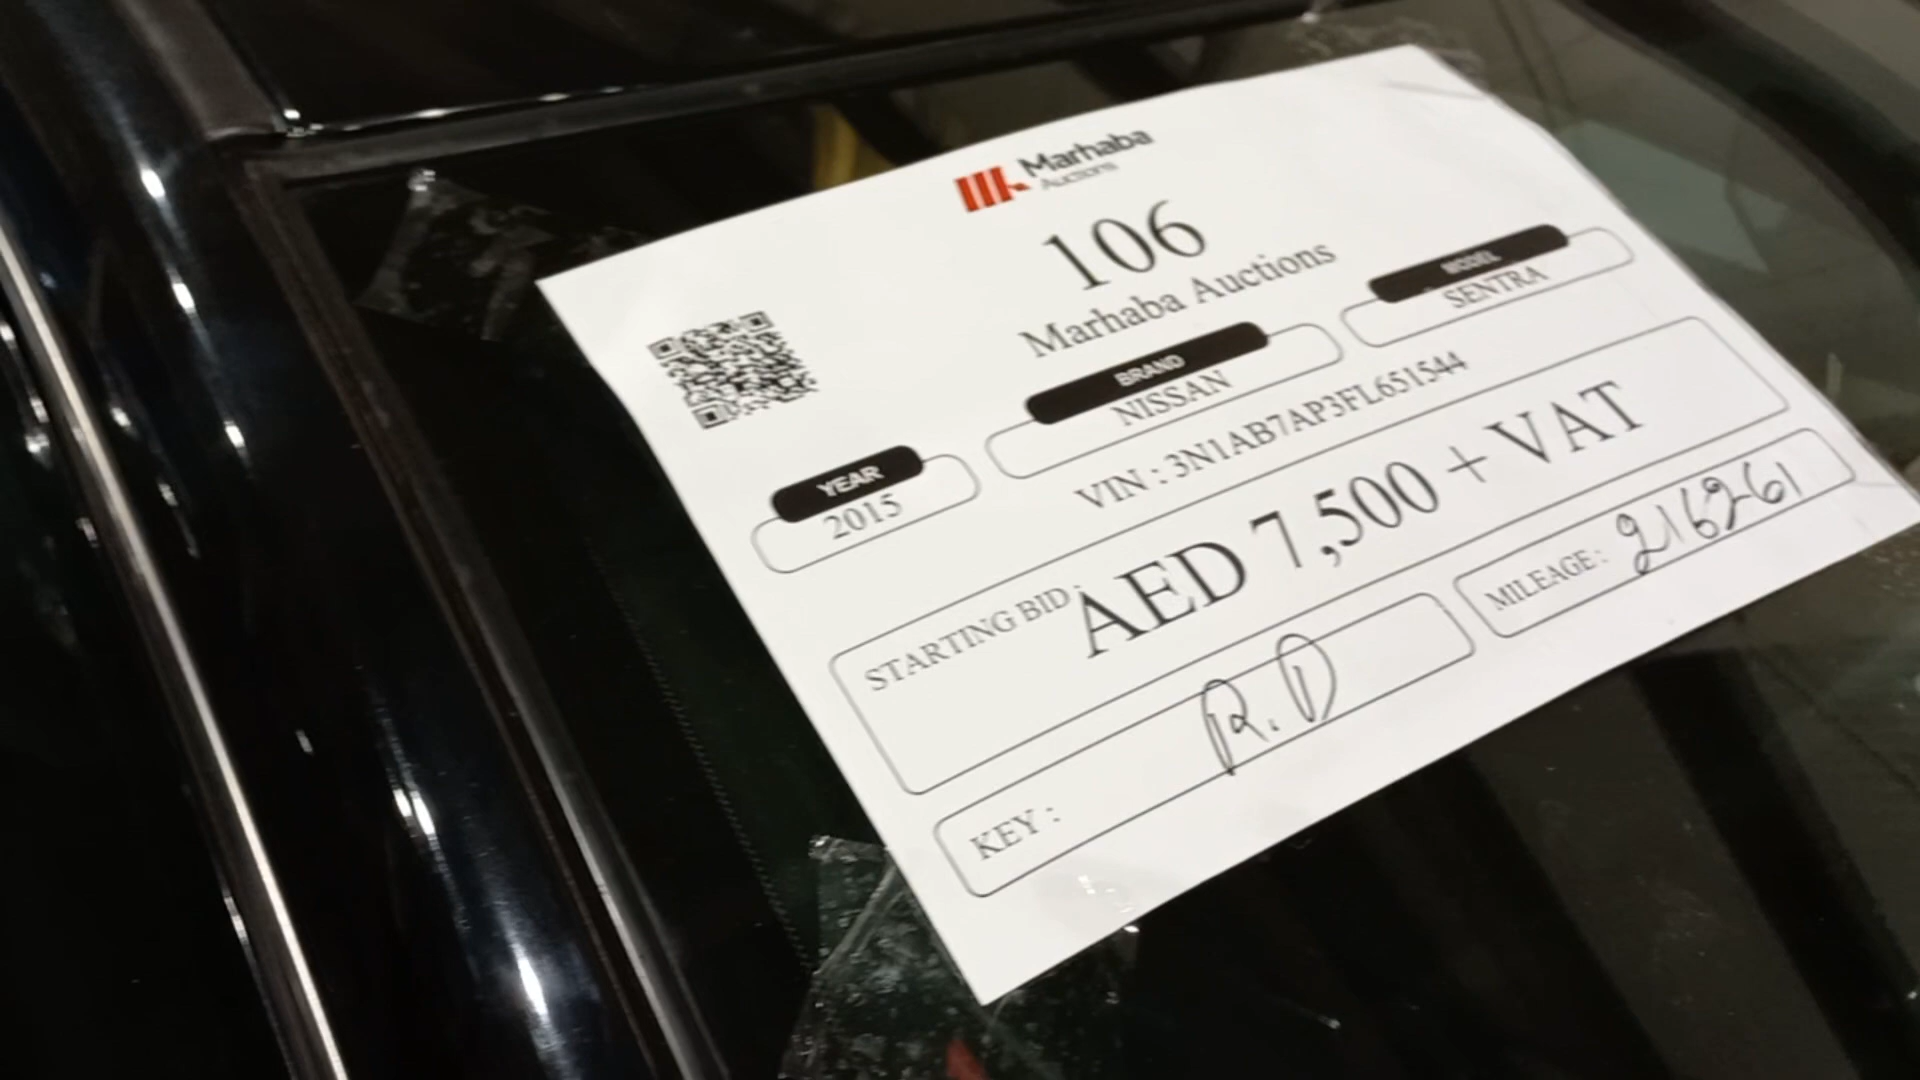 Marhaba
Auctions
106
Marhaba Auctions
YEAR
2015
BRAND
NISSAN
MODEL
SENTRA
VIN : 3N1AB7AP3FL651544
STARTING BID :
AED 7,500 + VAT
KEY : R.D
MILEAGE : 216261